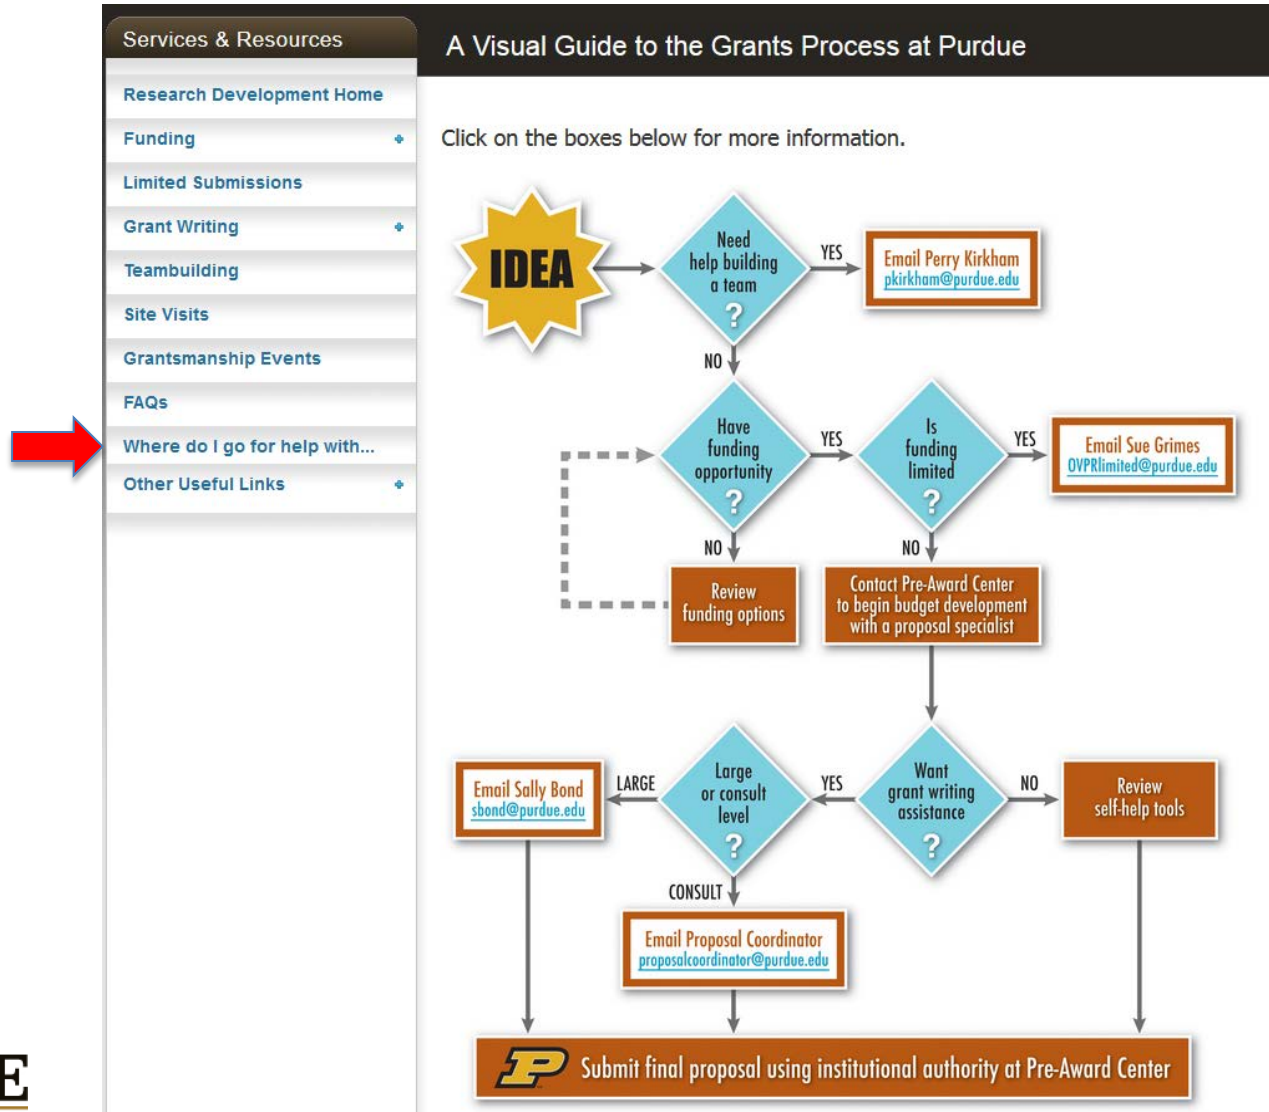 Services & Resources
A Visual Guide to the Grants Process at Purdue
Research Development Home
Funding
Limited Submissions
Grant Writing
Teambuilding
Site Visits
Grantsmanship Events
FAQs
Where do I go for help with...
Other Useful Links
Click on the boxes below for more information.
IDEA
Need
help building
a team
?
YES
Email Perry Kirkham
pkirkham@purdue.edu
NO
Have
funding
opportunity
?
YES
Is
funding
limited
?
YES
Email Sue Grimes
OVPRlimited@purdue.edu
NO
NO
Review
funding options
Contact Pre-Award Center
to begin budget development
with a proposal specialist
Email Sally Bond
sbond@purdue.edu
LARGE
Large
or consult
level
?
YES
Want
grant writing
assistance
?
NO
Review
self-help tools
CONSULT
Email Proposal Coordinator
proposalcoordinator@purdue.edu
P Submit final proposal using institutional authority at Pre-Award Center
E